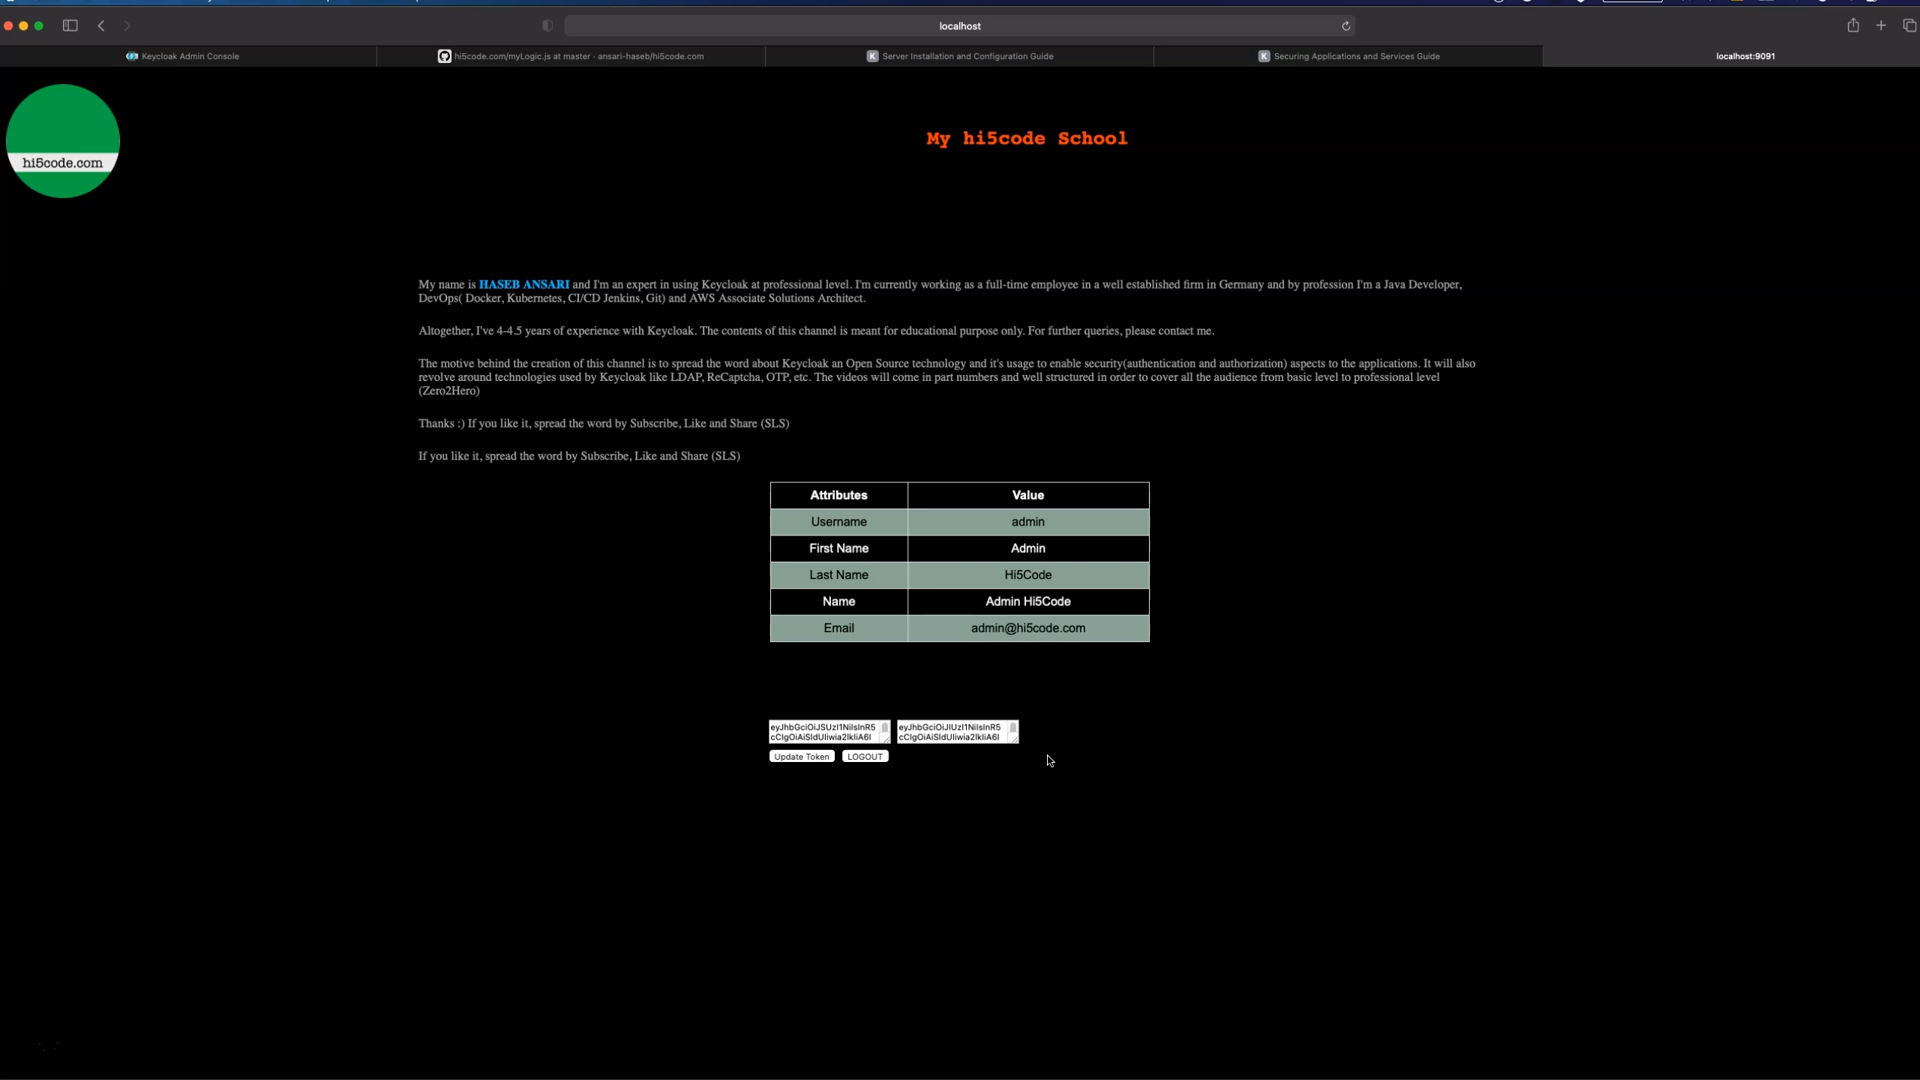 localhost
Keycloak Admin Console
hi5code.com/myLogic.js at master · ansari-haseb/hi5code.com
Server Installation and Configuration Guide
Securing Applications and Services Guide
localhost:9091
hi5code.com
My hi5code School
My name is HASEB ANSARI and I'm an expert in using Keycloak at professional level. I'm currently working as a full-time employee in a well established firm in Germany and by profession I'm a Java Developer,
DevOps( Docker, Kubernetes, CI/CD Jenkins, Git) and AWS Associate Solutions Architect.
Altogether, I've 4-4.5 years of experience with Keycloak. The contents of this channel is meant for educational purpose only. For further queries, please contact me.
The motive behind the creation of this channel is to spread the word about Keycloak an Open Source technology and it's usage to enable security(authentication and authorization) aspects to the applications. It will also
revolve around technologies used by Keycloak like LDAP, ReCaptcha, OTP, etc. The videos will come in part numbers and well structured in order to cover all the audience from basic level to professional level
(Zero2Hero)
Thanks :) If you like it, spread the word by Subscribe, Like and Share (SLS)
If you like it, spread the word by Subscribe, Like and Share (SLS)
Attributes Value
Username admin
First Name Admin
Last Name Hi5Code
Name Admin Hi5Code
Email admin@hi5code.com
Update Token LOGOUT